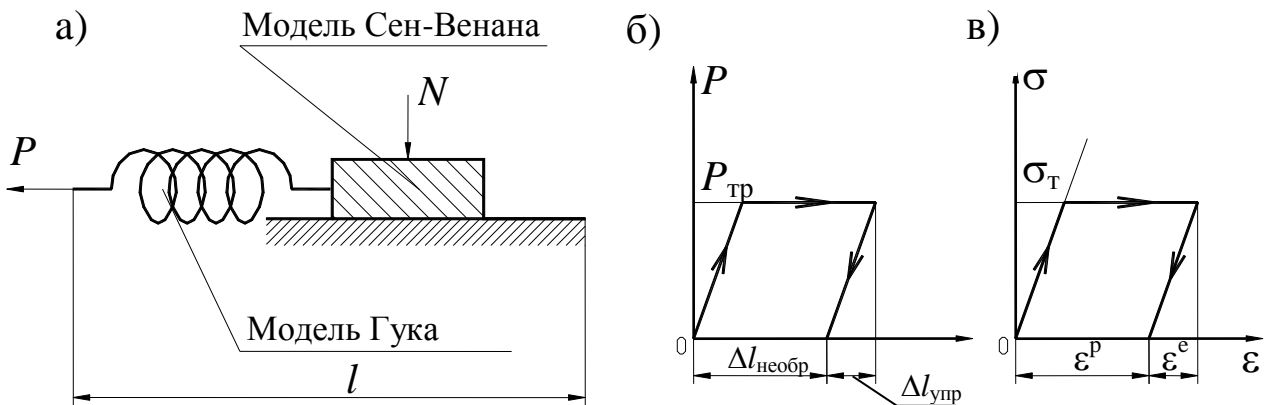 а)
Модель Сен-Венана
N
P
Модель Гука
l
б)
P
Pтр
0
Δlнеобр
Δlупр
в)
σ
σт
0
εᵖ
εᵉ
ε